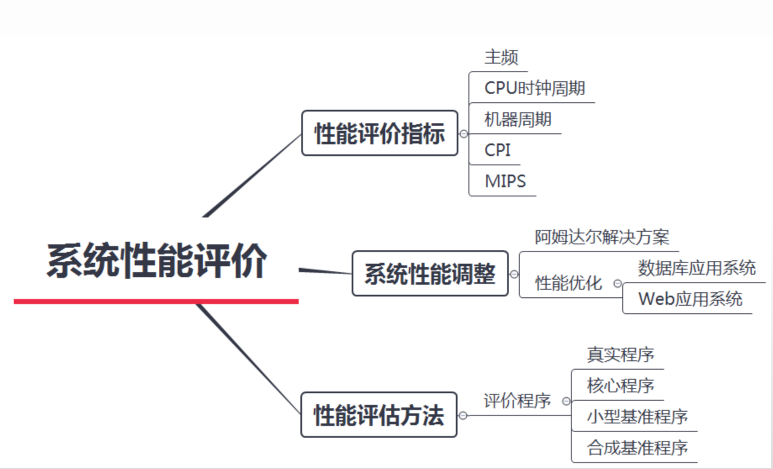 系统性能评价
性能评价指标
主频
CPU时钟周期
机器周期
CPI
MIPS
系统性能调整
阿姆达尔解决方案
性能优化
数据库应用系统
Web应用系统
性能评估方法
评价程序
真实程序
核心程序
小型基准程序
合成基准程序